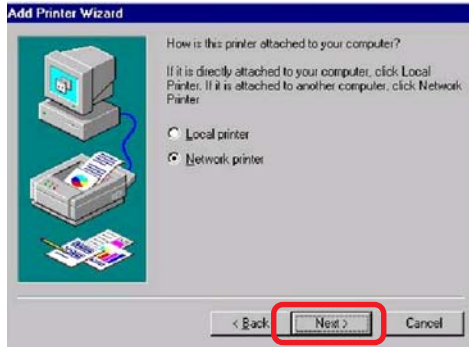 Add Printer Wizard
How is this printer attached to your computer?
If it is directly attached to your computer, click Local
Printer. If it is attached to another computer, click Network
Printer
Local printer
Network printer
< Back
Next >
Cancel